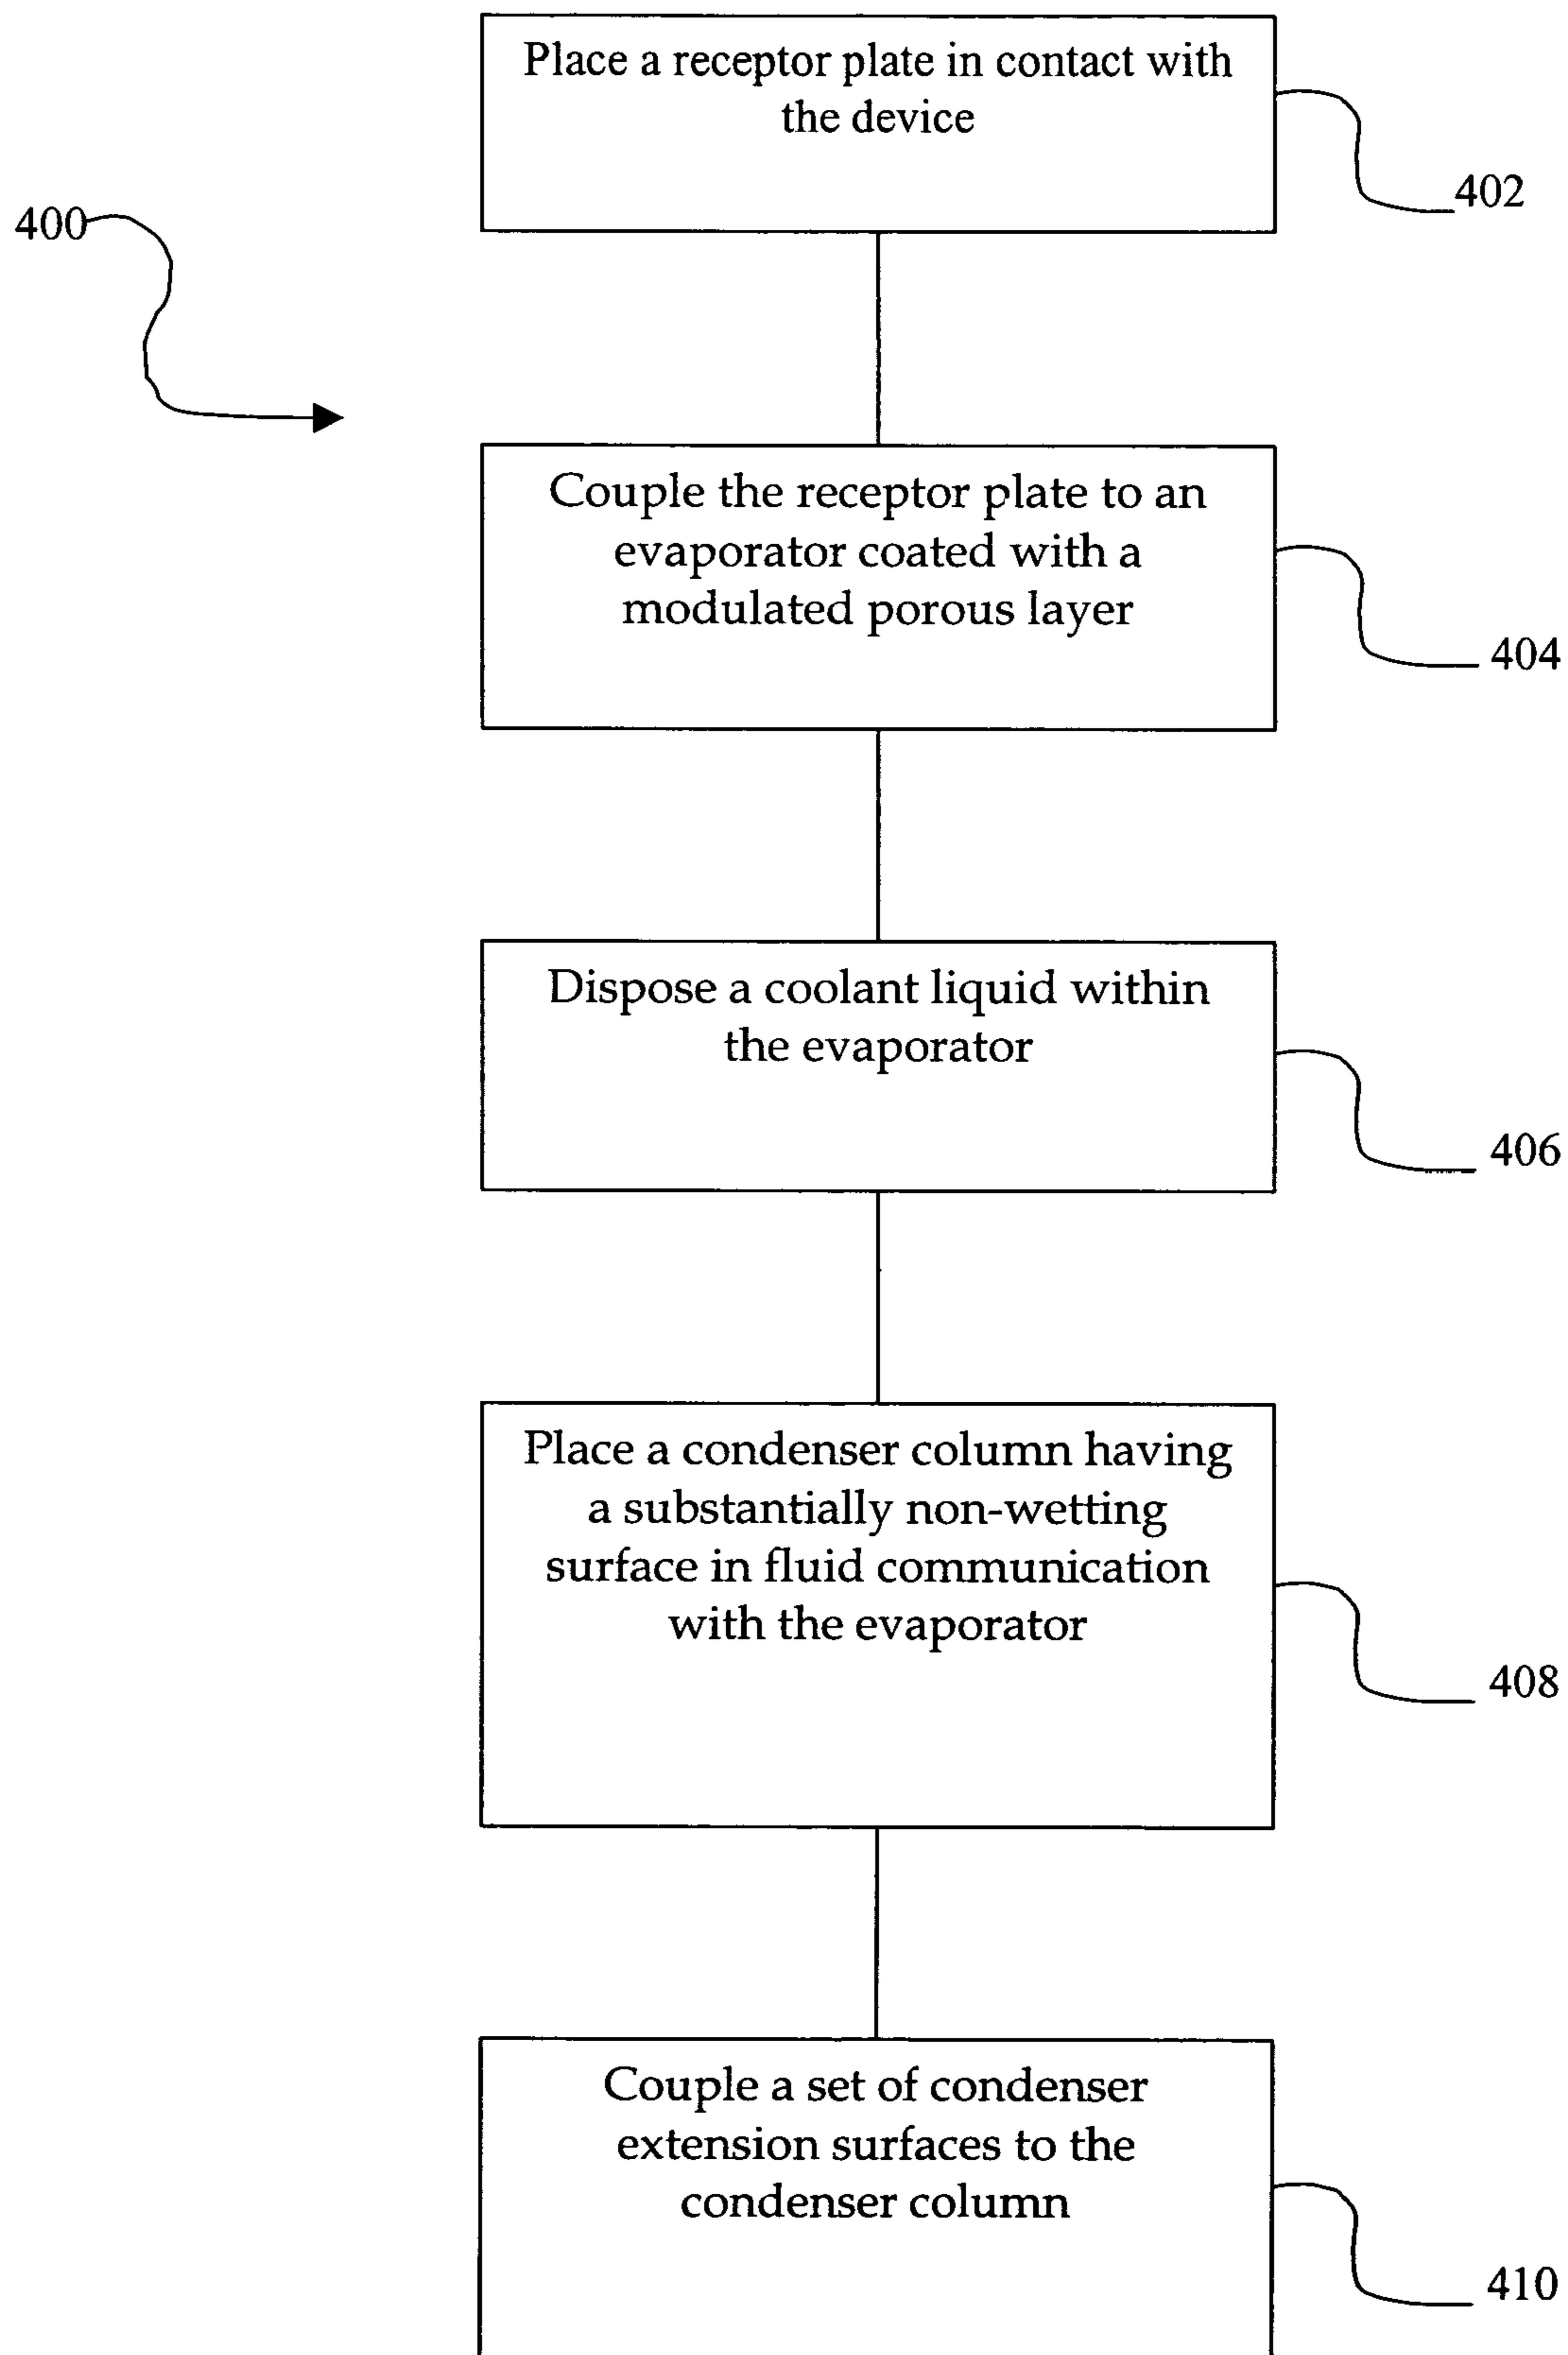 Place a receptor plate in contact with
the device
402
400
Couple the receptor plate to an
evaporator coated with a
modulated porous layer
404
Dispose a coolant liquid within
the evaporator
406
Place a condenser column having
a substantially non-wetting
surface in fluid communication
with the evaporator
408
Couple a set of condenser
extension surfaces to the
condenser column
410